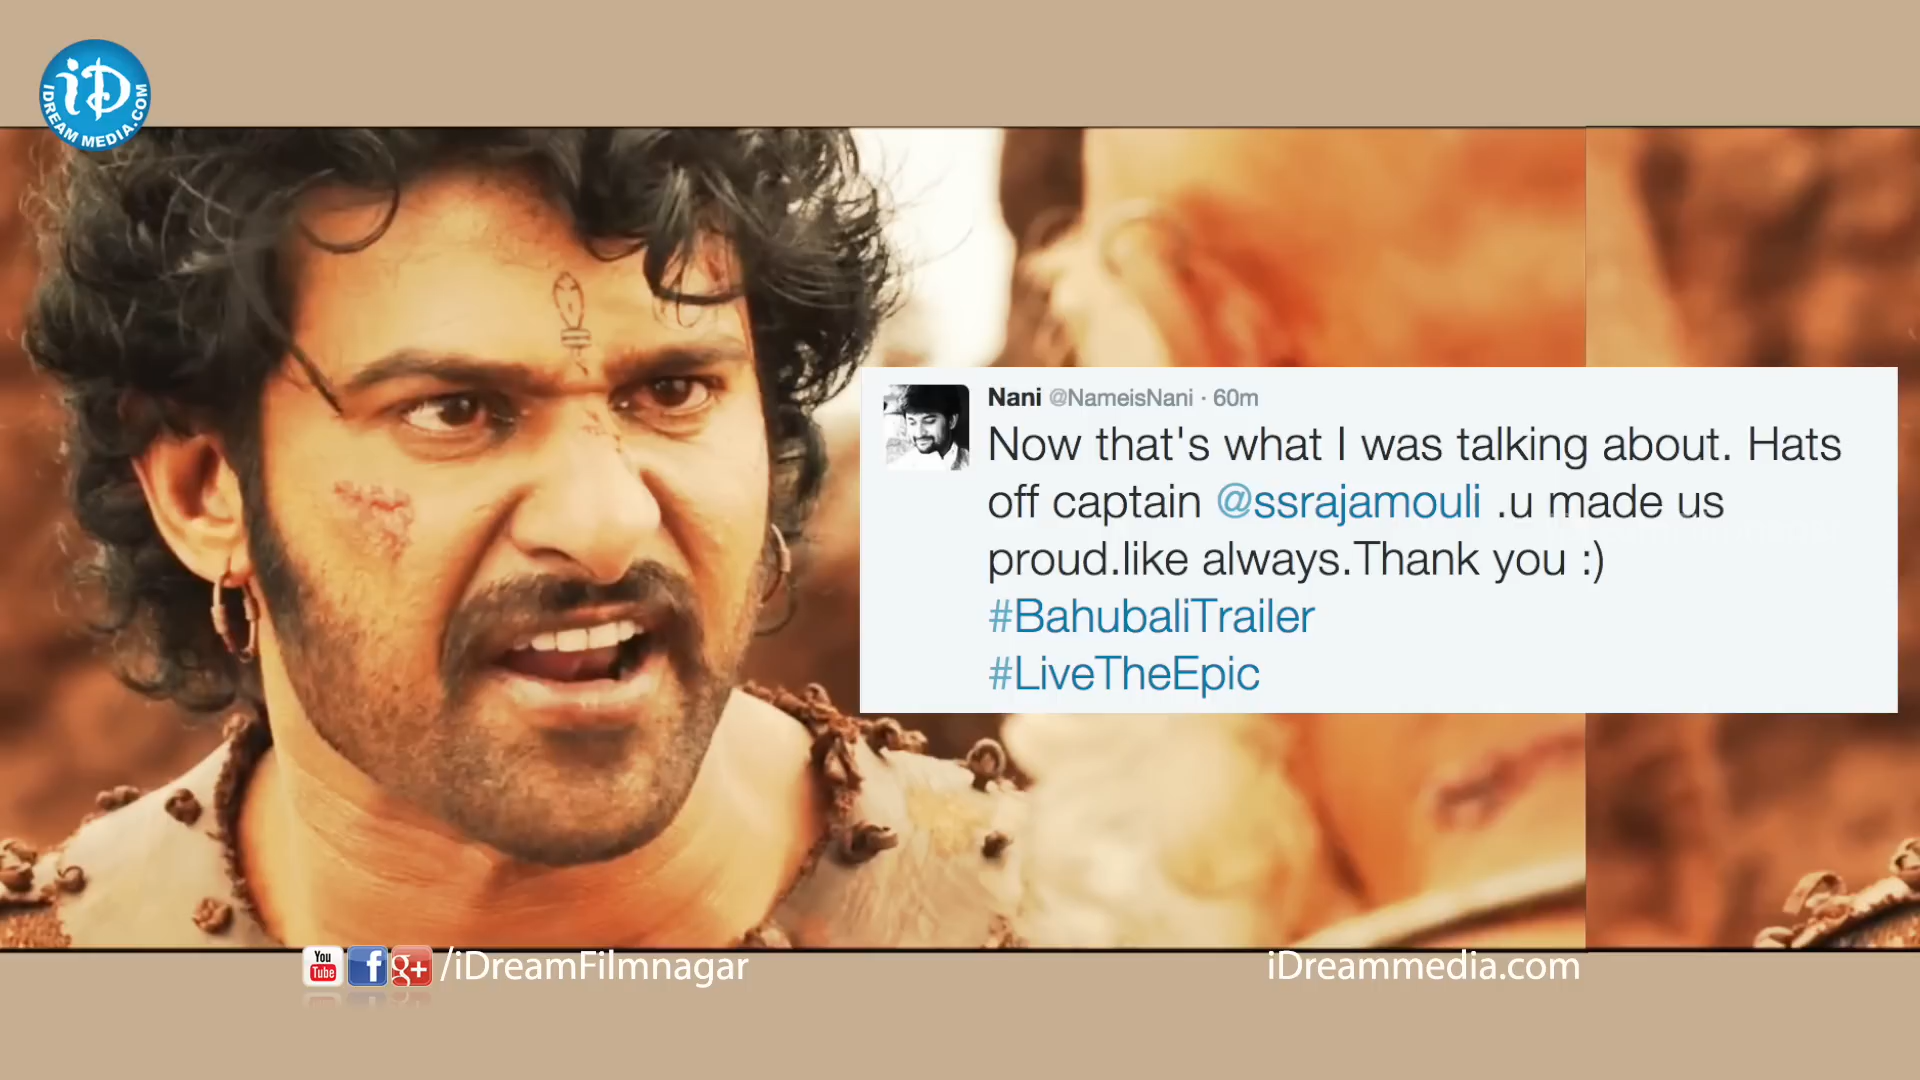 iD
IDREAM MEDIA.COM
Nani @NameisNani · 60m
Now that's what I was talking about. Hats
off captain @ssrajamouli .u made us
proud.like always.Thank you :)
#BahubaliTrailer
#LiveTheEpic
You
Tube
f
g+
/iDreamFilmnagar
iDreammedia.com